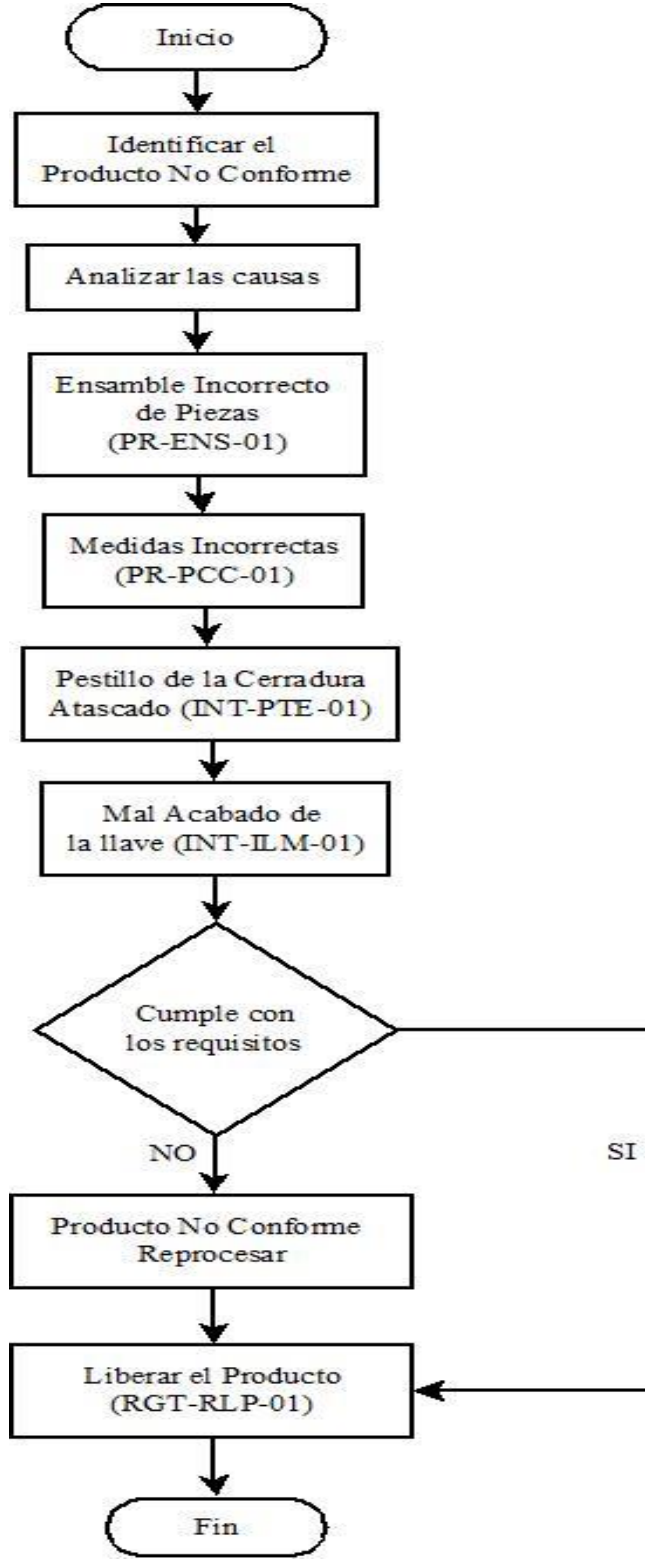 Inicio
Identificar el
Producto No Conforme
Analizar las causas
Ensamble Incorrecto
de Piezas
(PR-ENS-01)
Medidas Incorrectas
(PR-PCC-01)
Pestillo de la Cerradura
Atascado (INT-PTE-01)
Mal Acabado de
la llave (INT-ILM-01)
Cumple con
los requisitos
NO
SI
Producto No Conforme
Reprocesar
Liberar el Producto
(RGT-RLP-01)
Fin